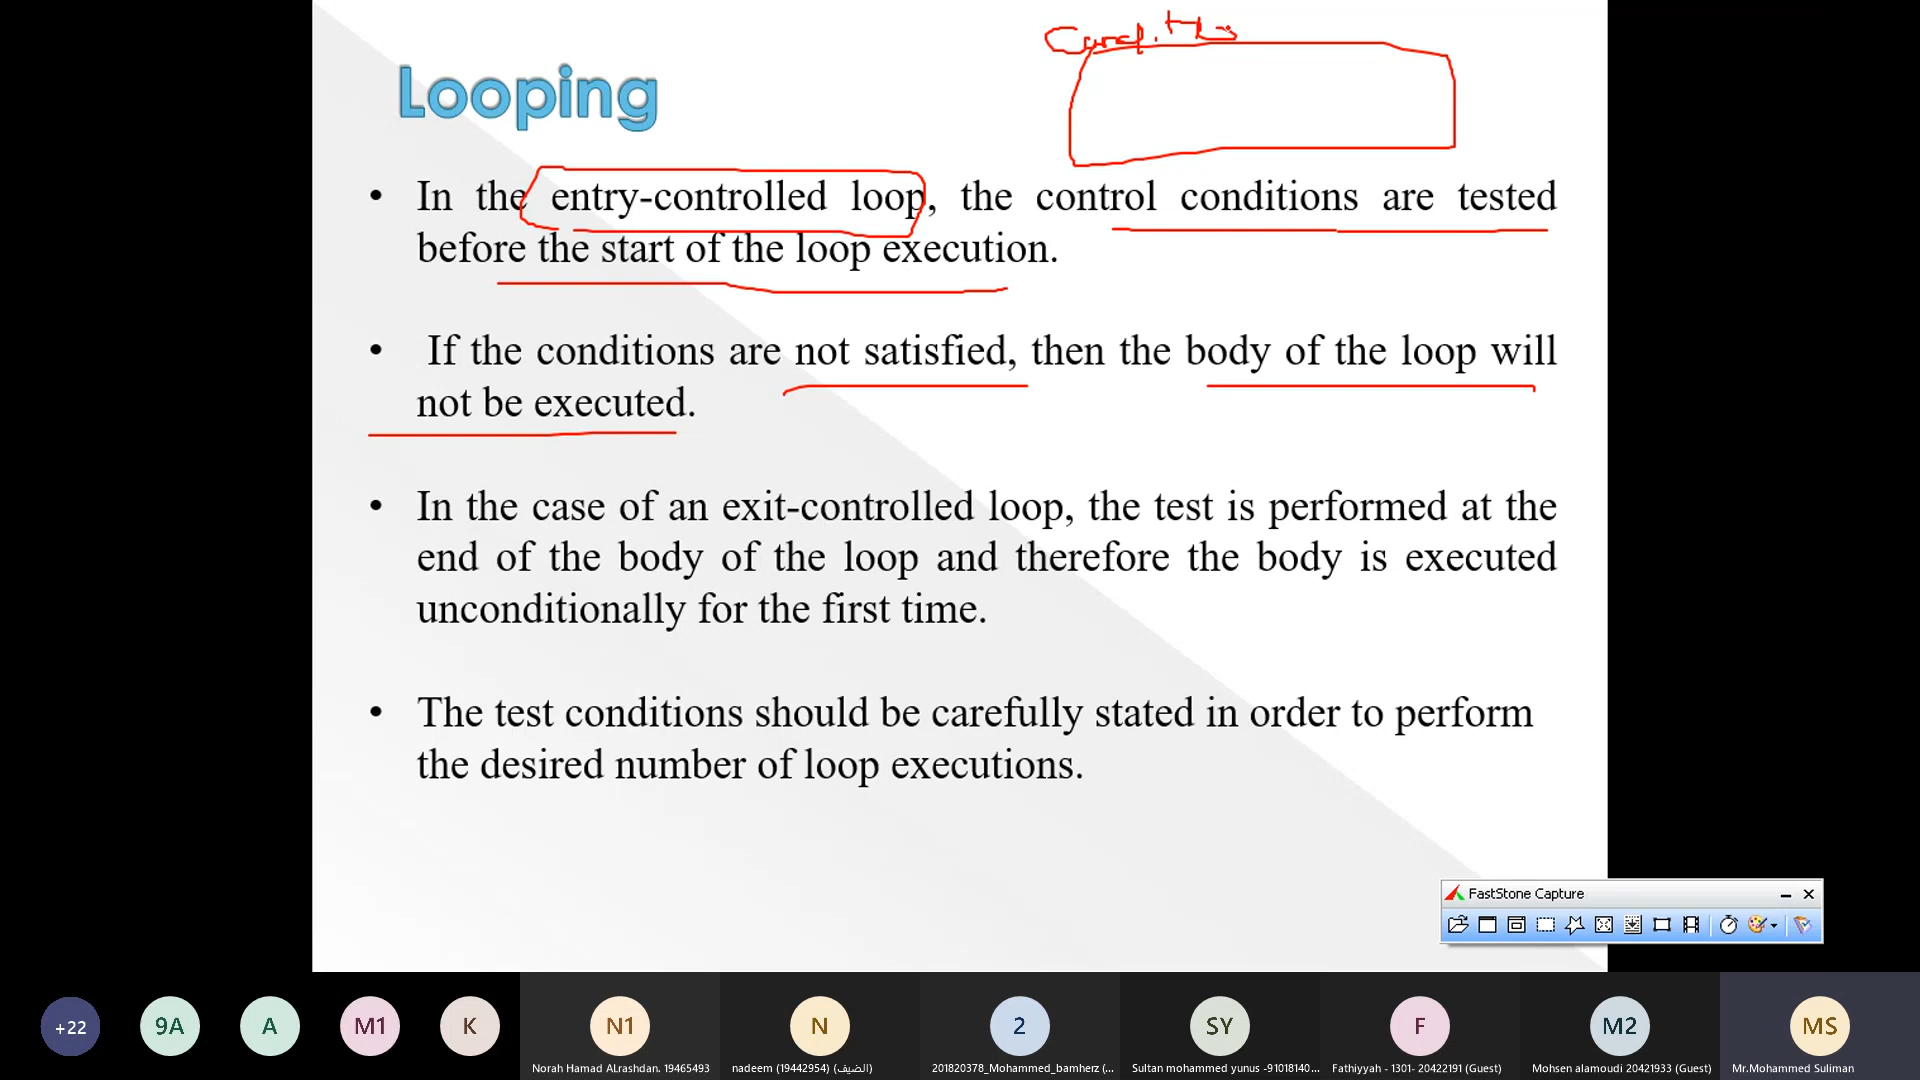 Looping
• In the entry-controlled loop, the control conditions are tested
before the start of the loop execution.
• If the conditions are not satisfied, then the body of the loop will
not be executed.
• In the case of an exit-controlled loop, the test is performed at the
end of the body of the loop and therefore the body is executed
unconditionally for the first time.
• The test conditions should be carefully stated in order to perform
the desired number of loop executions.
FastStone Capture
+22 9A A M1 K N1 N 2 SY F M2 MS
Norah Hamad ALrashdan. 19465493
nadeem (19442954) (الضيف)
201820378_Mohammed_bamherz (...
Sultan mohammed yunus -91018140...
Fathiyyah - 1301- 20422191 (Guest)
Mohsen alamoudi 20421933 (Guest)
Mr.Mohammed Suliman